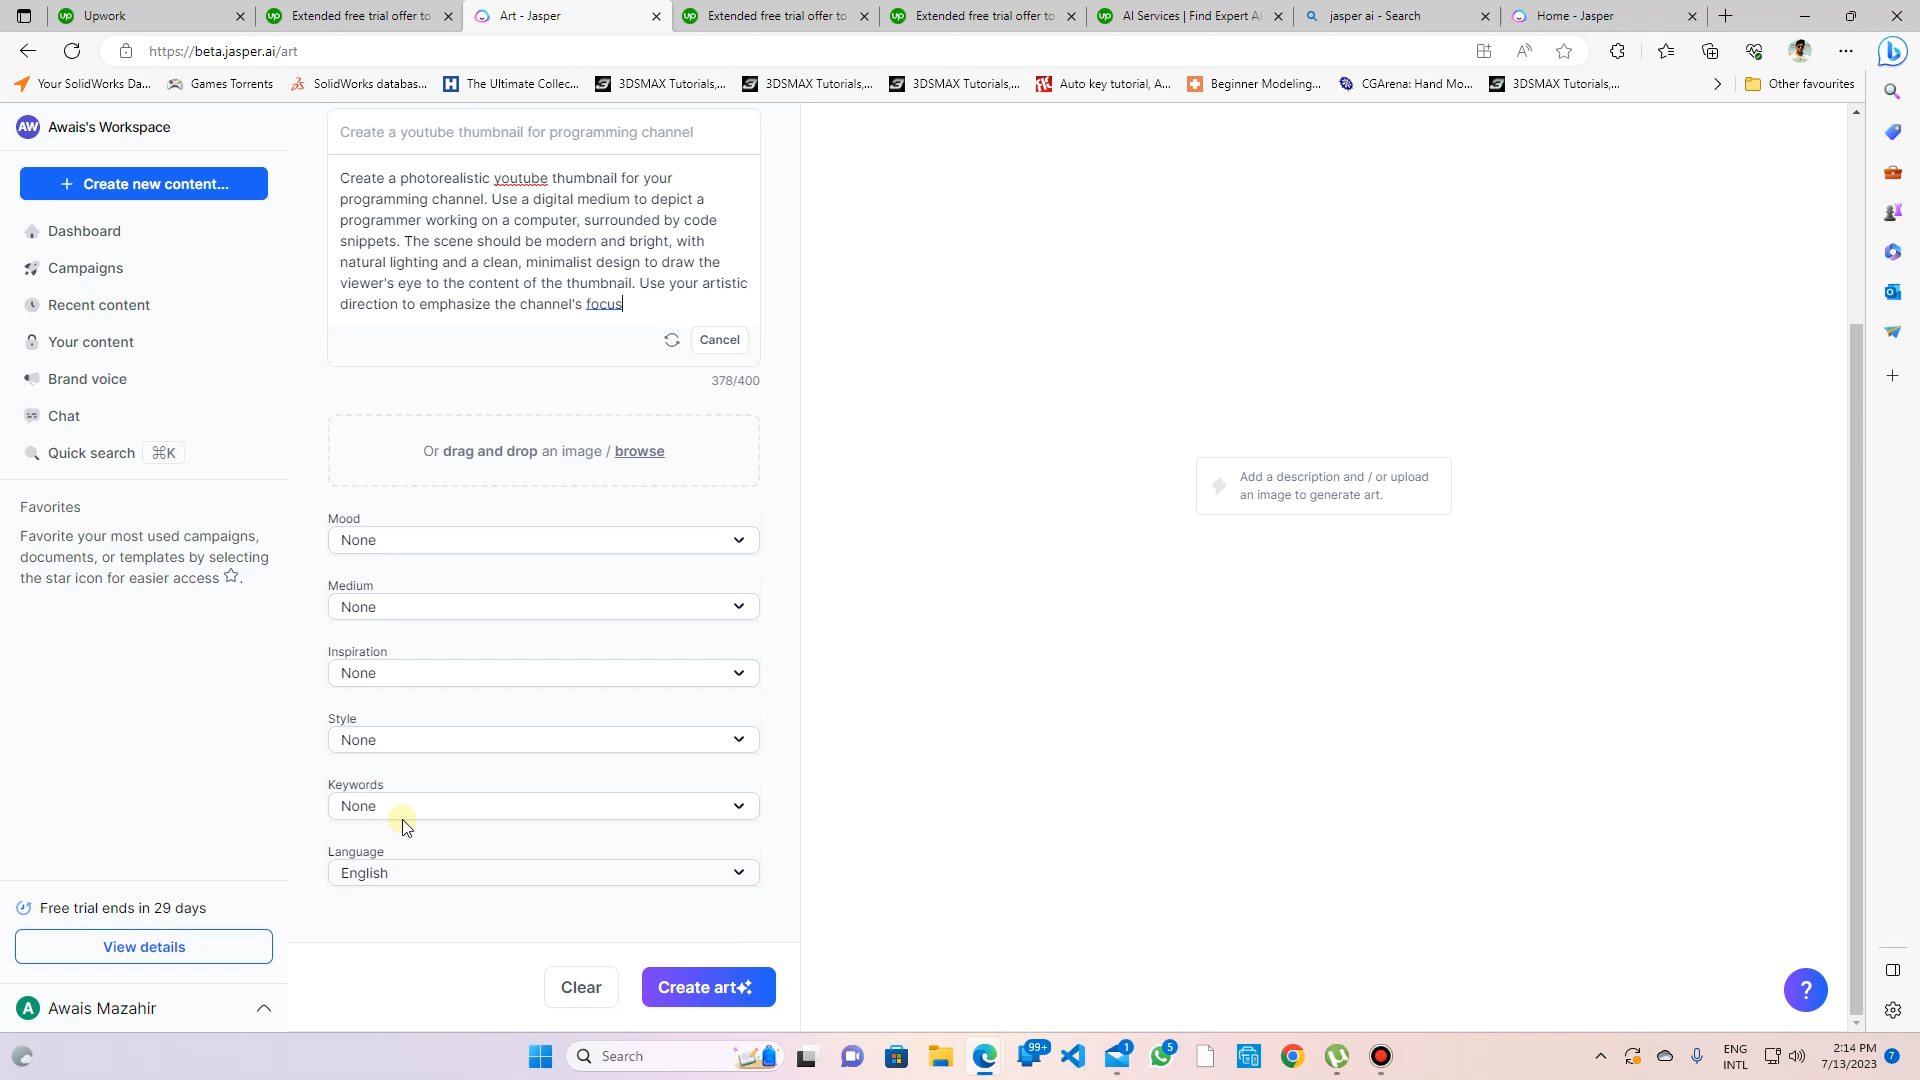 Upwork
Extended free trial offer to
Art - Jasper
Extended free trial offer to
Extended free trial offer to
AI Services | Find Expert AI
jasper ai - Search
Home - Jasper
https://beta.jasper.ai/art
Your SolidWorks Da...
Games Torrents
SolidWorks databas...
The Ultimate Collec...
3DSMAX Tutorials,...
3DSMAX Tutorials,...
3DSMAX Tutorials,...
Auto key tutorial, A...
Beginner Modeling...
CGArena: Hand Mo...
3DSMAX Tutorials,...
Other favourites
AW Awais's Workspace
+ Create new content...
Dashboard
Campaigns
Recent content
Your content
Brand voice
Chat
Quick search ⌘K
Favorites
Favorite your most used campaigns,
documents, or templates by selecting
the star icon for easier access ☆.
Free trial ends in 29 days
View details
A Awais Mazahir
Create a youtube thumbnail for programming channel
Create a photorealistic youtube thumbnail for your
programming channel. Use a digital medium to depict a
programmer working on a computer, surrounded by code
snippets. The scene should be modern and bright, with
natural lighting and a clean, minimalist design to draw the
viewer's eye to the content of the thumbnail. Use your artistic
direction to emphasize the channel's focus
Cancel
378/400
Or drag and drop an image / browse
Mood
None
Medium
None
Inspiration
None
Style
None
Keywords
None
Language
English
Clear
Create art
Add a description and / or upload
an image to generate art.
?
Search
99+
1
5
ENG
INTL
2:14 PM
7/13/2023
7